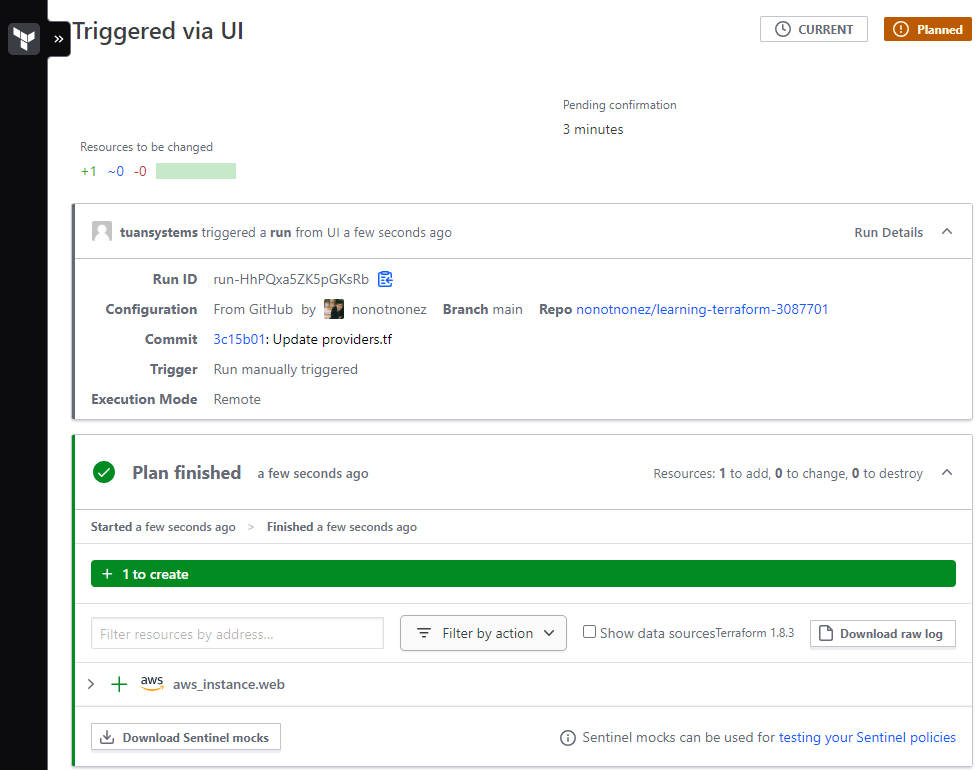 Triggered via UI
CURRENT
Planned
Pending confirmation
3 minutes
Resources to be changed
+1 ~0 -0
tuansystems triggered a run from UI a few seconds ago
Run Details
Run ID run-HhPQxa5ZK5pGKsRb
Configuration From GitHub by nonotnonez Branch main Repo nonotnonez/learning-terraform-3087701
Commit 3c15b01: Update providers.tf
Trigger Run manually triggered
Execution Mode Remote
Plan finished a few seconds ago
Resources: 1 to add, 0 to change, 0 to destroy
Started a few seconds ago > Finished a few seconds ago
+ 1 to create
Filter resources by address...
Filter by action
Show data sources
Terraform 1.8.3
Download raw log
+ aws aws_instance.web
Download Sentinel mocks
Sentinel mocks can be used for testing your Sentinel policies